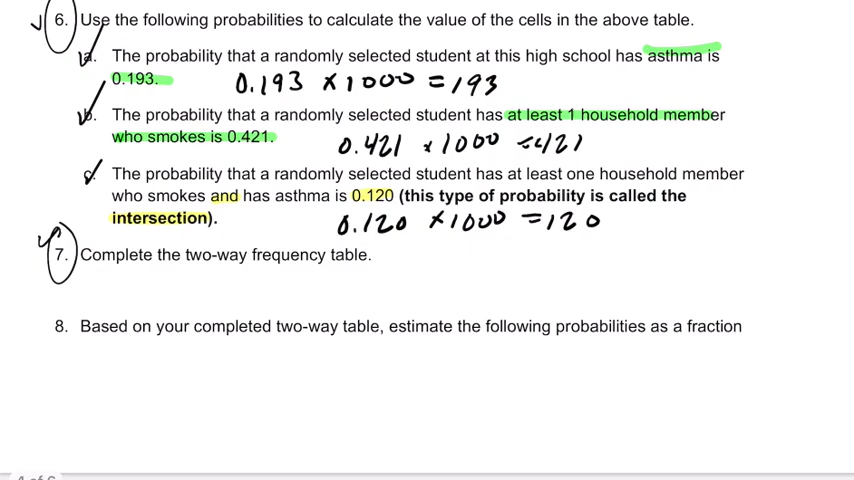 6. Use the following probabilities to calculate the value of the cells in the above table.
a. The probability that a randomly selected student at this high school has asthma is
0.193. 0.193 × 1000 = 193
b. The probability that a randomly selected student has at least 1 household member
who smokes is 0.421. 0.421 × 1000 = 421
c. The probability that a randomly selected student has at least one household member
who smokes and has asthma is 0.120 (this type of probability is called the
intersection). 0.120 × 1000 = 120
7. Complete the two-way frequency table.
8. Based on your completed two-way table, estimate the following probabilities as a fraction